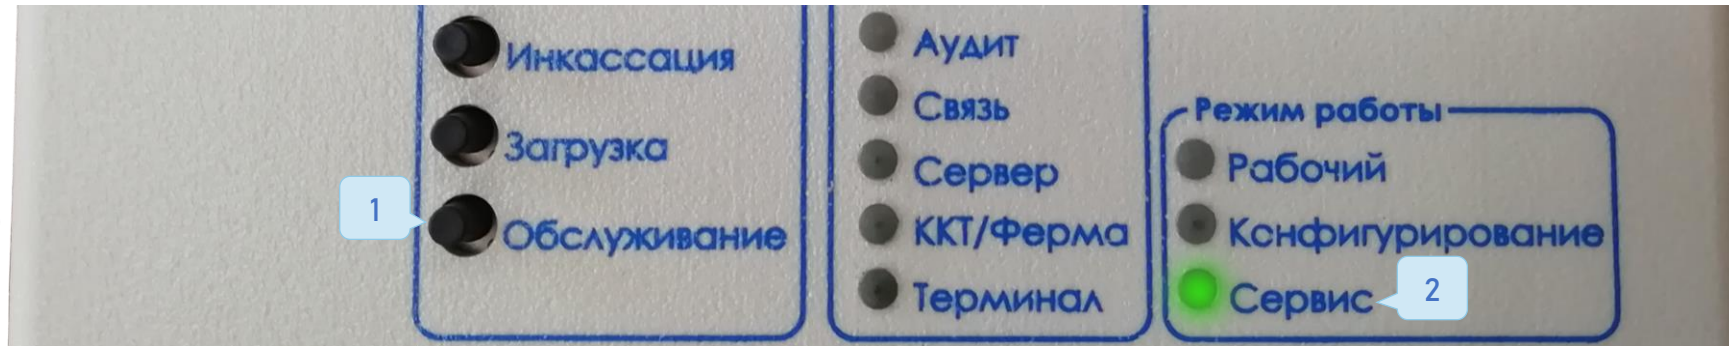 Инкассация
Загрузка
1
Обслуживание
Аудит
Связь
Сервер
ККТ/Ферма
Терминал
Режим работы
Рабочий
Конфигурирование
Сервис
2